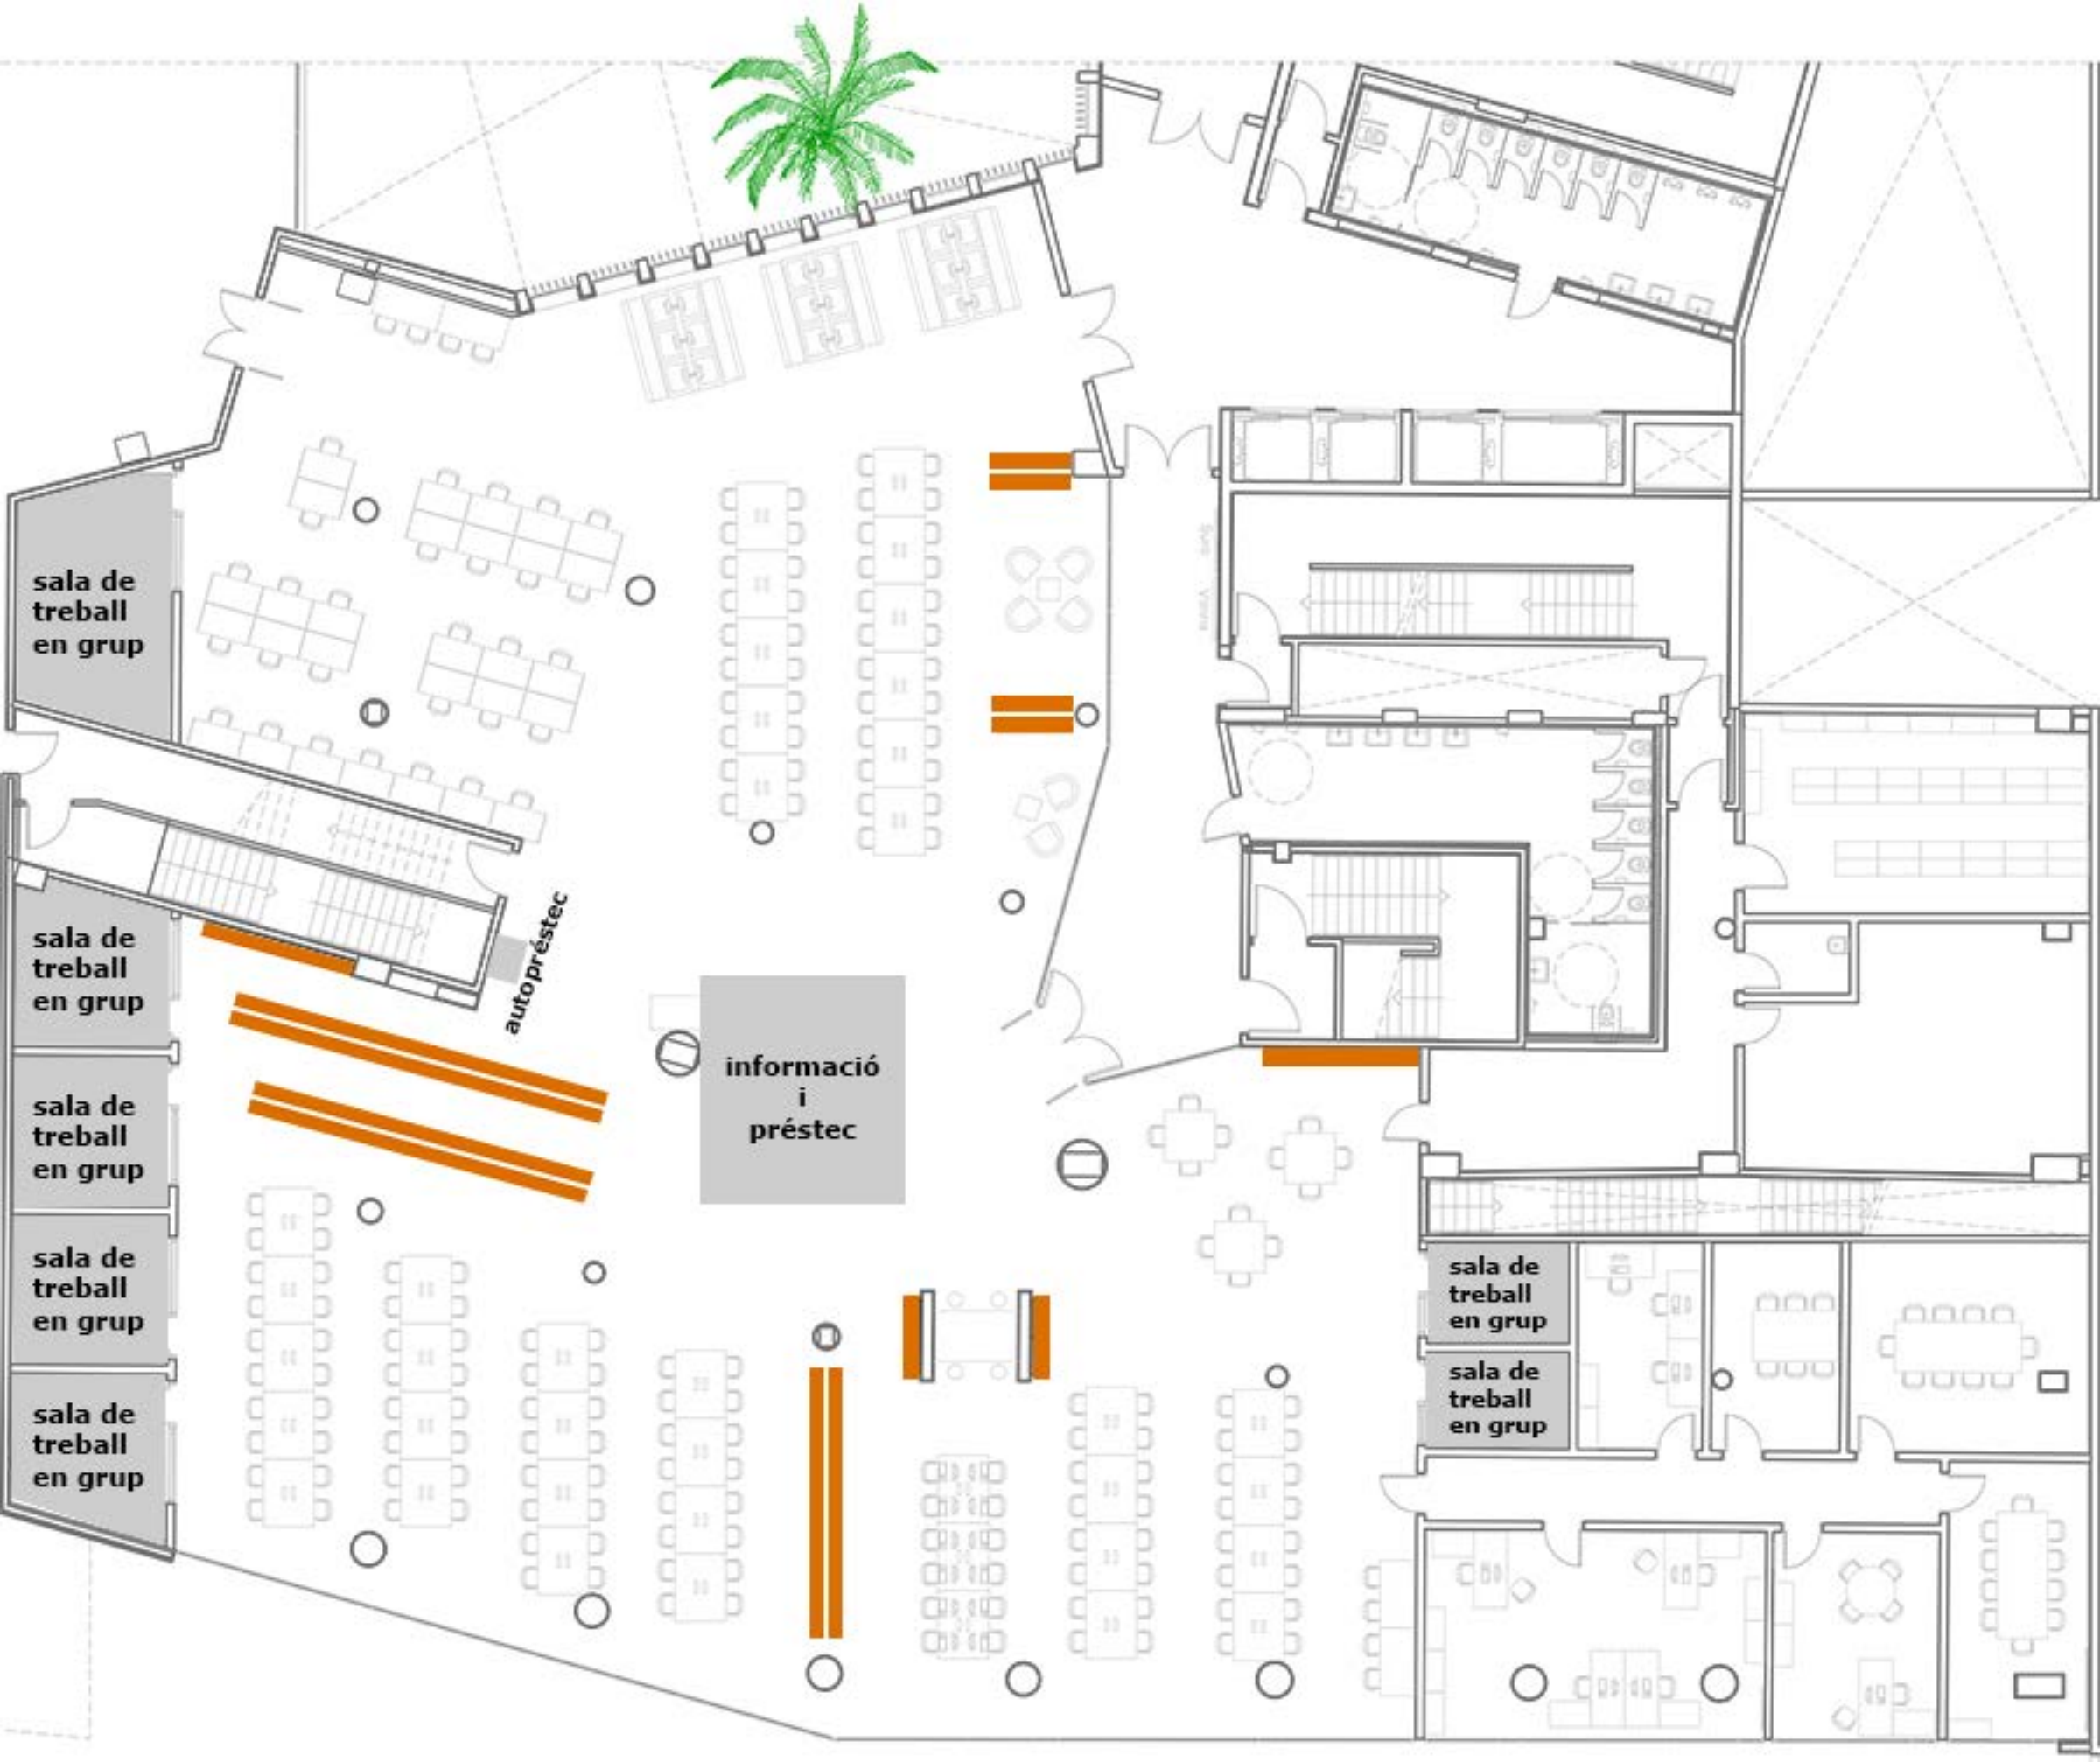 sala de
treball
en grup
sala de
treball
en grup
autopréstec
informació
i
préstec
sala de
treball
en grup
sala de
treball
en grup
sala de
treball
en grup
sala de
treball
en grup
sala de
treball
en grup